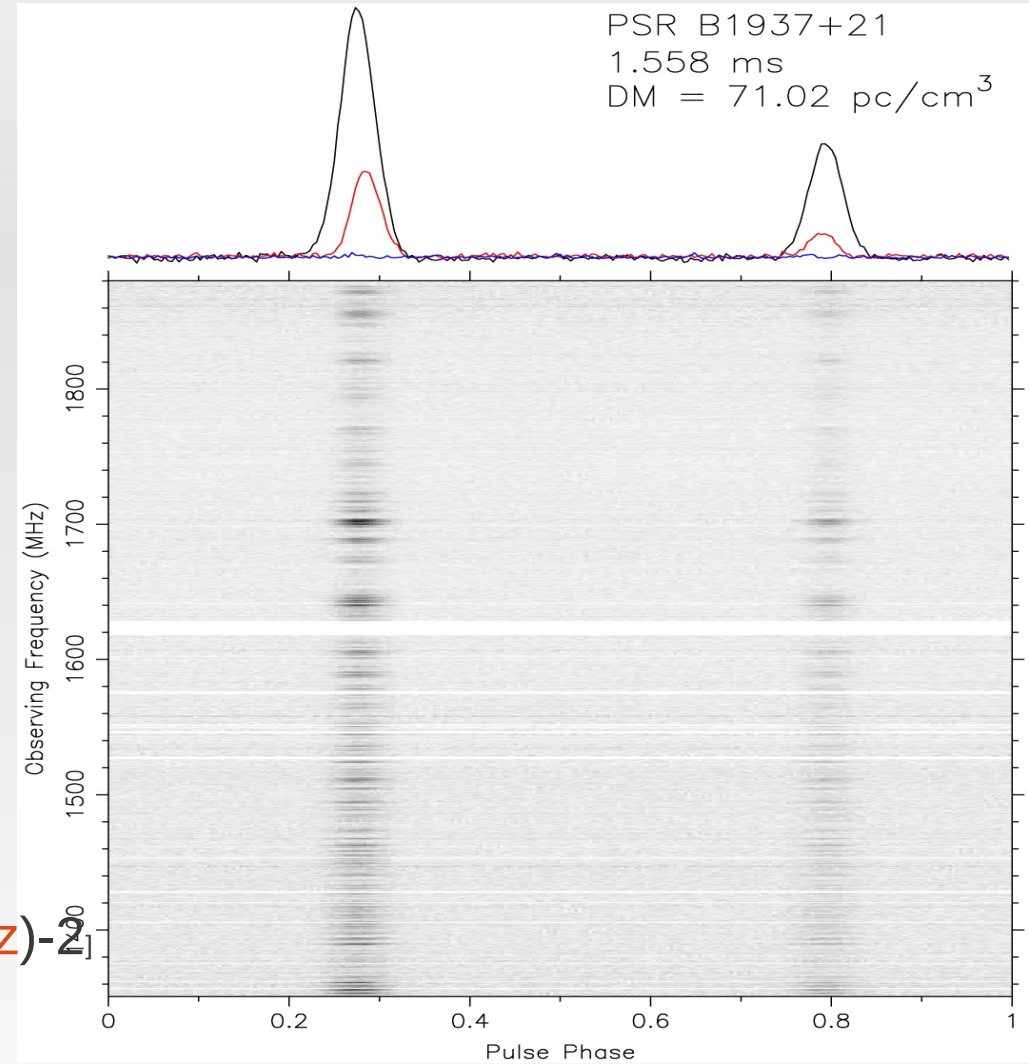 PSR B1937+21
1.558 ms
DM = 71.02 pc/cm³
Observing Frequency (MHz)
1800
1700
1600
1500
z)-2]
0
0.2
0.4
0.6
0.8
1
Pulse Phase